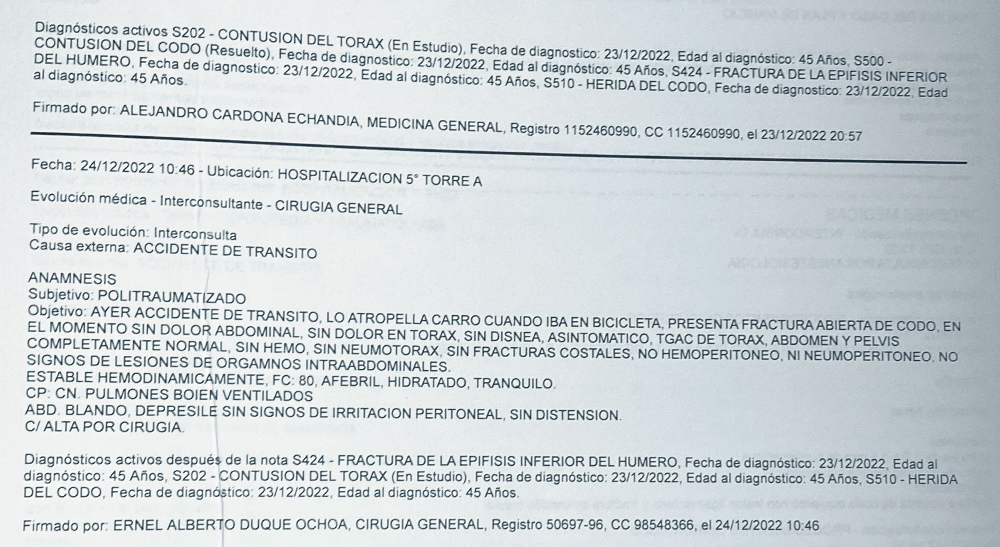 Diagnósticos activos S202 - CONTUSION DEL TORAX (En Estudio), Fecha de diagnostico: 23/12/2022, Edad al diagnóstico: 45 Años, S500 -
CONTUSION DEL CODO (Resuelto), Fecha de diagnostico: 23/12/2022, Edad al diagnóstico: 45 Años, S424 - FRACTURA DE LA EPIFISIS INFERIOR
DEL HUMERO, Fecha de diagnostico: 23/12/2022, Edad al diagnóstico: 45 Años, S510 - HERIDA DEL CODO, Fecha de diagnostico: 23/12/2022, Edad
al diagnóstico: 45 Años.
Firmado por: ALEJANDRO CARDONA ECHANDIA, MEDICINA GENERAL, Registro 1152460990, CC 1152460990, el 23/12/2022 20:57
Fecha: 24/12/2022 10:46 - Ubicación: HOSPITALIZACION 5° TORRE A
Evolución médica - Interconsultante - CIRUGIA GENERAL
Tipo de evolución: Interconsulta
Causa externa: ACCIDENTE DE TRANSITO
ANAMNESIS
Subjetivo: POLITRAUMATIZADO
Objetivo: AYER ACCIDENTE DE TRANSITO, LO ATROPELLA CARRO CUANDO IBA EN BICICLETA, PRESENTA FRACTURA ABIERTA DE CODO, EN
EL MOMENTO SIN DOLOR ABDOMINAL, SIN DOLOR EN TORAX, SIN DISNEA, ASINTOMATICO, TGAC DE TORAX, ABDOMEN Y PELVIS
COMPLETAMENTE NORMAL, SIN HEMO, SIN NEUMOTORAX, SIN FRACTURAS COSTALES, NO HEMOPERITONEO, NI NEUMOPERITONEO, NO
SIGNOS DE LESIONES DE ORGAMNOS INTRAABDOMINALES.
ESTABLE HEMODINAMICAMENTE, FC: 80, AFEBRIL, HIDRATADO, TRANQUILO.
CP: CN. PULMONES BOIEN VENTILADOS
ABD. BLANDO, DEPRESILE SIN SIGNOS DE IRRITACION PERITONEAL, SIN DISTENSION.
C/ ALTA POR CIRUGIA.
Diagnósticos activos después de la nota S424 - FRACTURA DE LA EPIFISIS INFERIOR DEL HUMERO, Fecha de diagnóstico: 23/12/2022, Edad al
diagnóstico: 45 Años, S202 - CONTUSION DEL TORAX (En Estudio), Fecha de diagnóstico: 23/12/2022, Edad al diagnóstico: 45 Años, S510 - HERIDA
DEL CODO, Fecha de diagnóstico: 23/12/2022, Edad al diagnóstico: 45 Años.
Firmado por: ERNEL ALBERTO DUQUE OCHOA, CIRUGIA GENERAL, Registro 50697-96, CC 98548366, el 24/12/2022 10:46